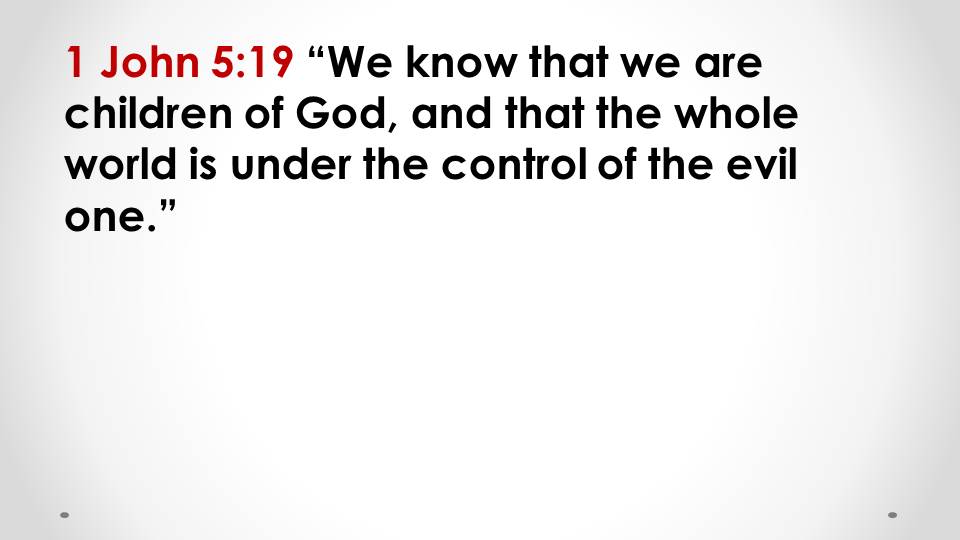 1 John 5:19 “We know that we are
children of God, and that the whole
world is under the control of the evil
one.”